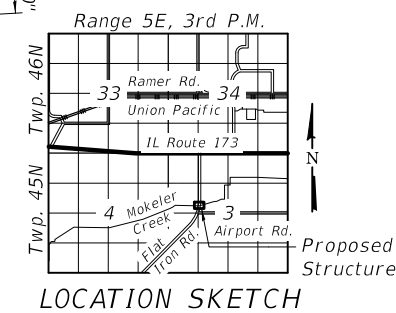 Range 5E, 3rd P.M.
Twp. 46N
Ramer Rd.
33
34
Union Pacific
IL Route 173
N
Twp. 45N
4
Mokeler
Creek
3
Flat
Iron Rd.
Airport Rd.
Proposed
Structure
LOCATION SKETCH